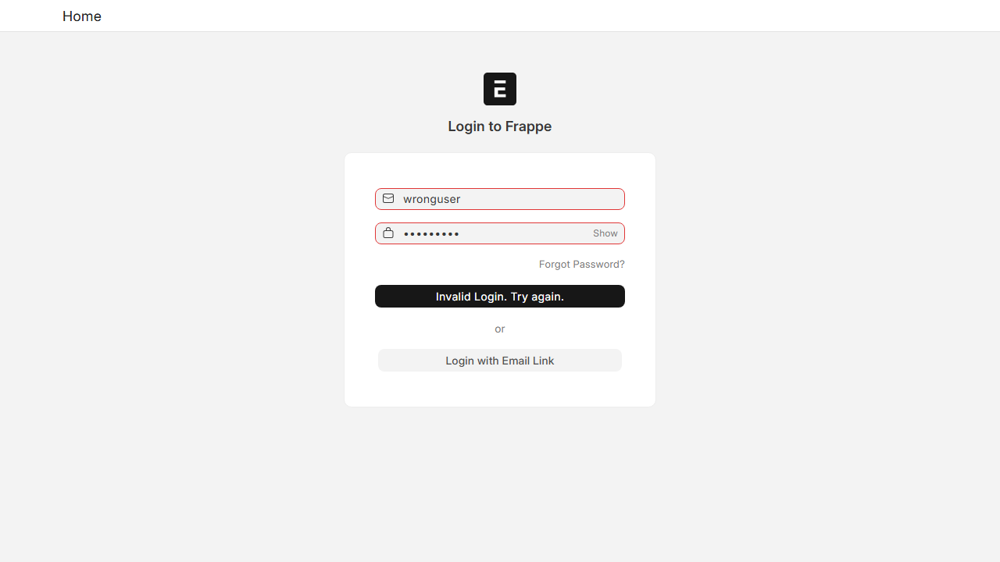 Home
Login to Frappe
wronguser
••••••••• Show
Forgot Password?
Invalid Login. Try again.
or
Login with Email Link